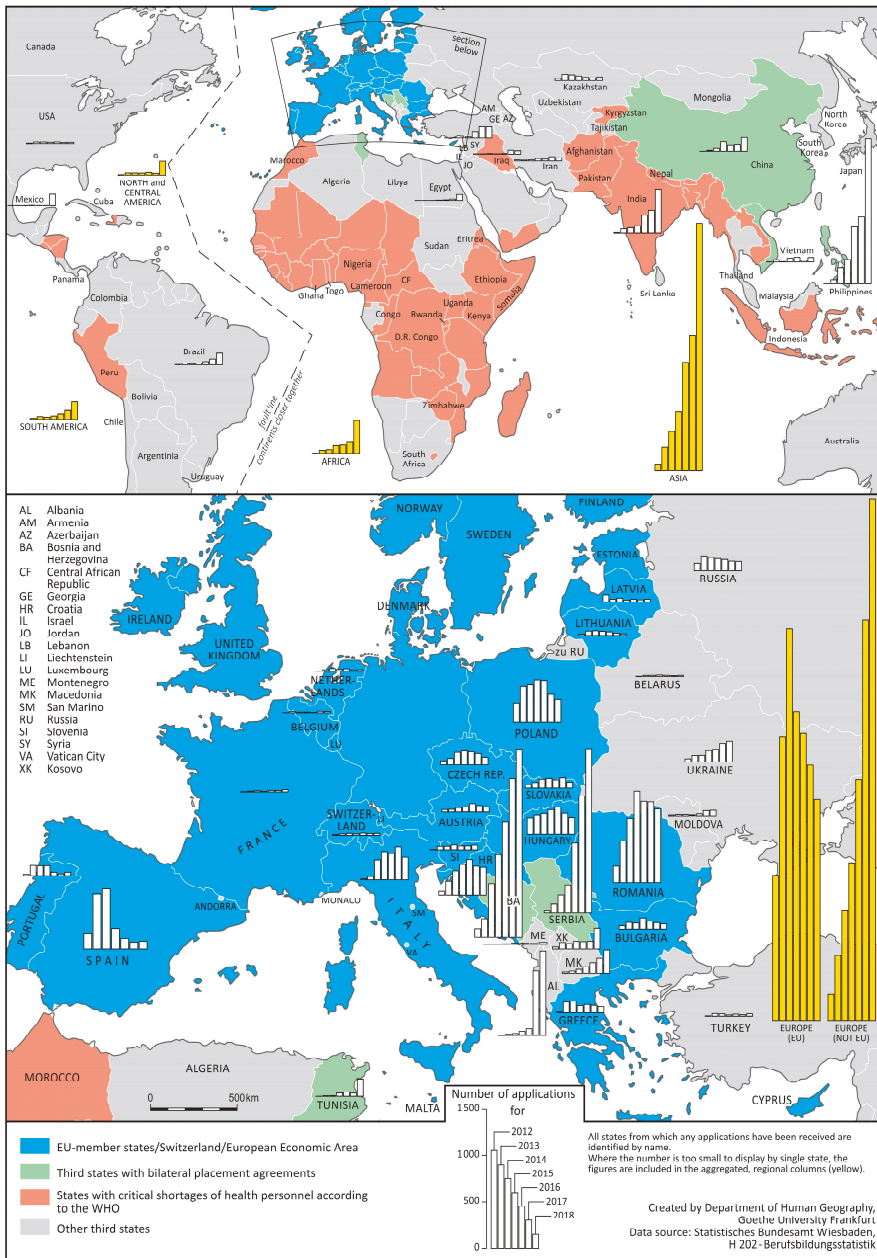 Canada
USA
Mexico
Cuba
NORTH and
CENTRAL
AMERICA
Panama
Colombia
Brazil
Peru
Bolivia
Chile
SOUTH AMERICA
Argentinia
Uruguay
fault line
continents closer together
section
below
Marocco
Algeria
Libya
Egypt
Sudan
Eritrea
Nigeria
Ghana
Togo
Cameroon
CF
Ethiopia
Somalia
Uganda
Congo
Rwanda
Kenya
D.R. Congo
Zimbabwe
South
Africa
AFRICA
AM
GE AZ
LB
SY
IL
JO
Iraq
Iran
Kazakhstan
Uzbekistan
Kyrgyzstan
Tajikistan
Afghanistan
Pakistan
Nepal
India
Sri Lanka
Mongolia
China
North
Korea
South
Korea
Japan
Vietnam
Thailand
Philippines
Malaysia
Indonesia
Australia
ASIA
AL Albania
AM Armenia
AZ Azerbaijan
BA Bosnia and
Herzegovina
CF Central African
Republic
GE Georgia
HR Croatia
IL Israel
JO Jordan
LB Lebanon
LI Liechtenstein
LU Luxembourg
ME Montenegro
MK Macedonia
SM San Marino
RU Russia
SI Slovenia
SY Syria
VA Vatican City
XK Kosovo
NORWAY
SWEDEN
FINLAND
ESTONIA
LATVIA
LITHUANIA
zu RU
RUSSIA
BELARUS
UKRAINE
MOLDOVA
IRELAND
UNITED
KINGDOM
DENMARK
NETHER-
LANDS
BELGIUM
LU
POLAND
CZECH REP.
SLOVAKIA
AUSTRIA
HUNGARY
FRANCE
SWITZER-
LAND
LI
SI
HR
BA
ROMANIA
SERBIA
BULGARIA
ME
XK
MK
AL
GREECE
MONACO
ITALY
SM
VA
ANDORRA
PORTUGAL
SPAIN
TURKEY
EUROPE
(EU)
EUROPE
(NOT EU)
MOROCCO
ALGERIA
TUNISIA
MALTA
CYPRUS
0 500 km
Number of applications
for
1500
1000
500
0
2012
2013
2014
2015
2016
2017
2018
EU-member states/Switzerland/European Economic Area
Third states with bilateral placement agreements
States with critical shortages of health personnel according
to the WHO
Other third states
All states from which any applications have been received are
identified by name.
Where the number is too small to display by single state, the
figures are included in the aggregated, regional columns (yellow).
Created by Department of Human Geography,
Goethe University Frankfurt
Data source: Statistisches Bundesamt Wiesbaden,
H 202 - Berufsbildungsstatistik